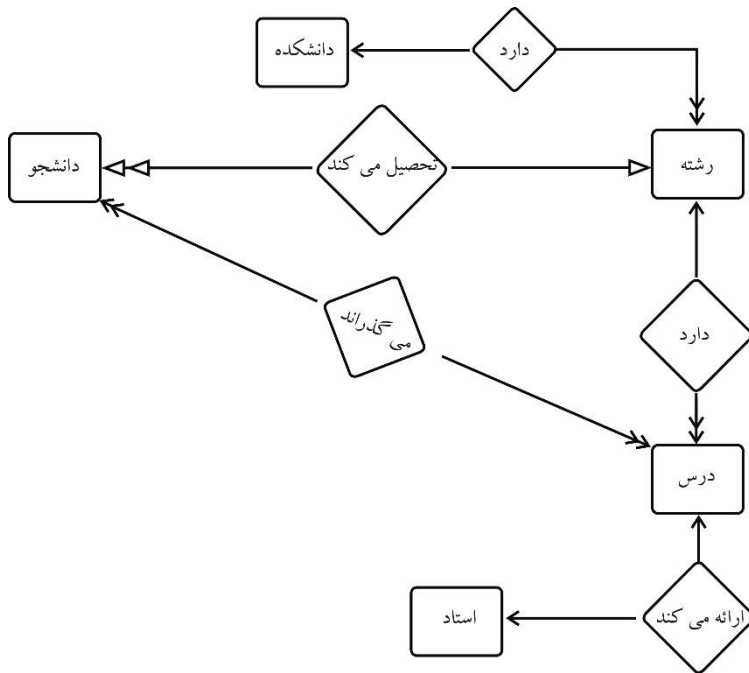 دارد
دانشکده
رشته
تحصیل می کند
دانشجو
می گذراند
دارد
درس
ارائه می کند
استاد